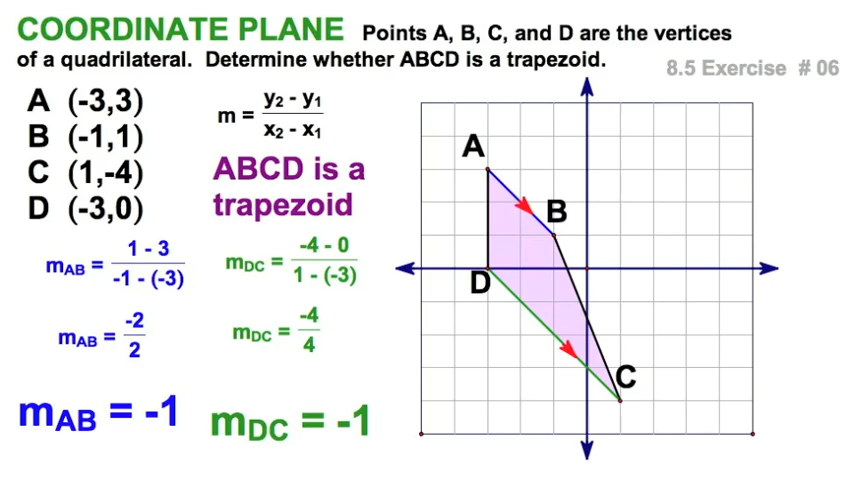 COORDINATE PLANE Points A, B, C, and D are the vertices
of a quadrilateral. Determine whether ABCD is a trapezoid.
8.5 Exercise # 06
A (-3,3)
B (-1,1)
C (1,-4)
D (-3,0)
m = y2 - y1 / x2 - x1
ABCD is a
trapezoid
mAB = 1 - 3 / -1 - (-3)
mAB = -2 / 2
mAB = -1
mDC = -4 - 0 / 1 - (-3)
mDC = -4 / 4
mDC = -1
A
B
D
C